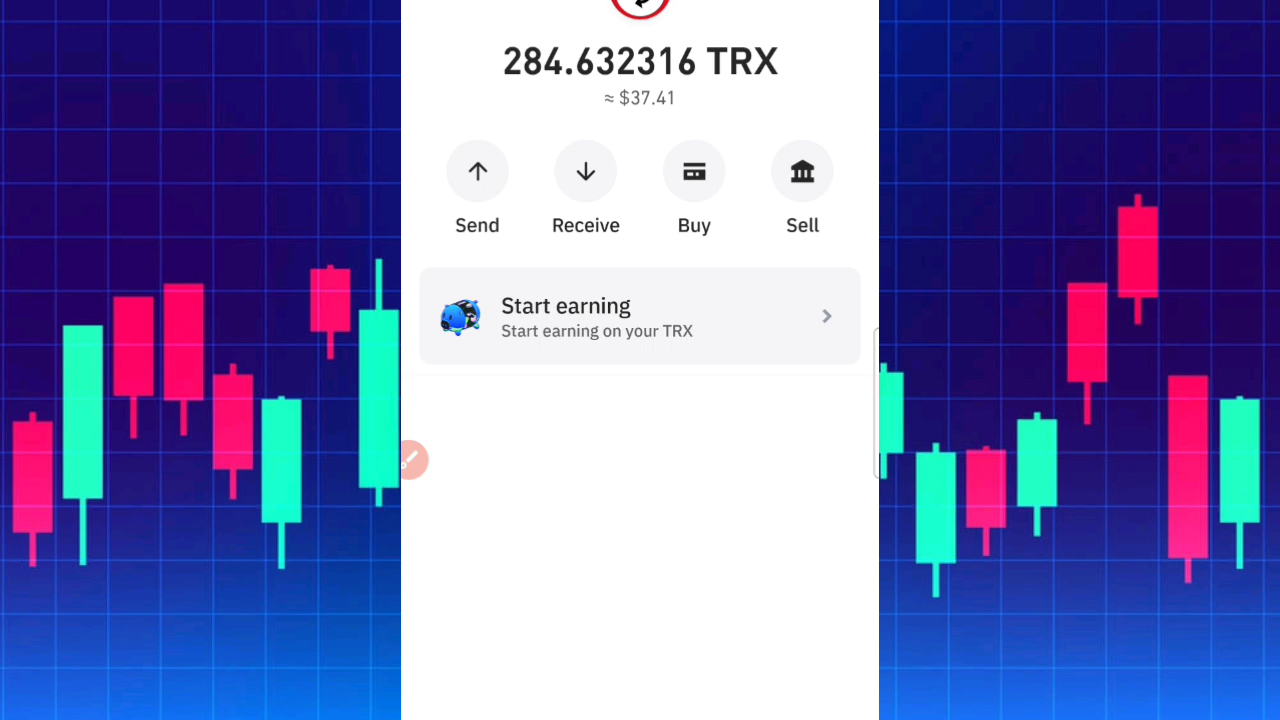 284.632316 TRX
≈ $37.41
Send
Receive
Buy
Sell
Start earning
Start earning on your TRX